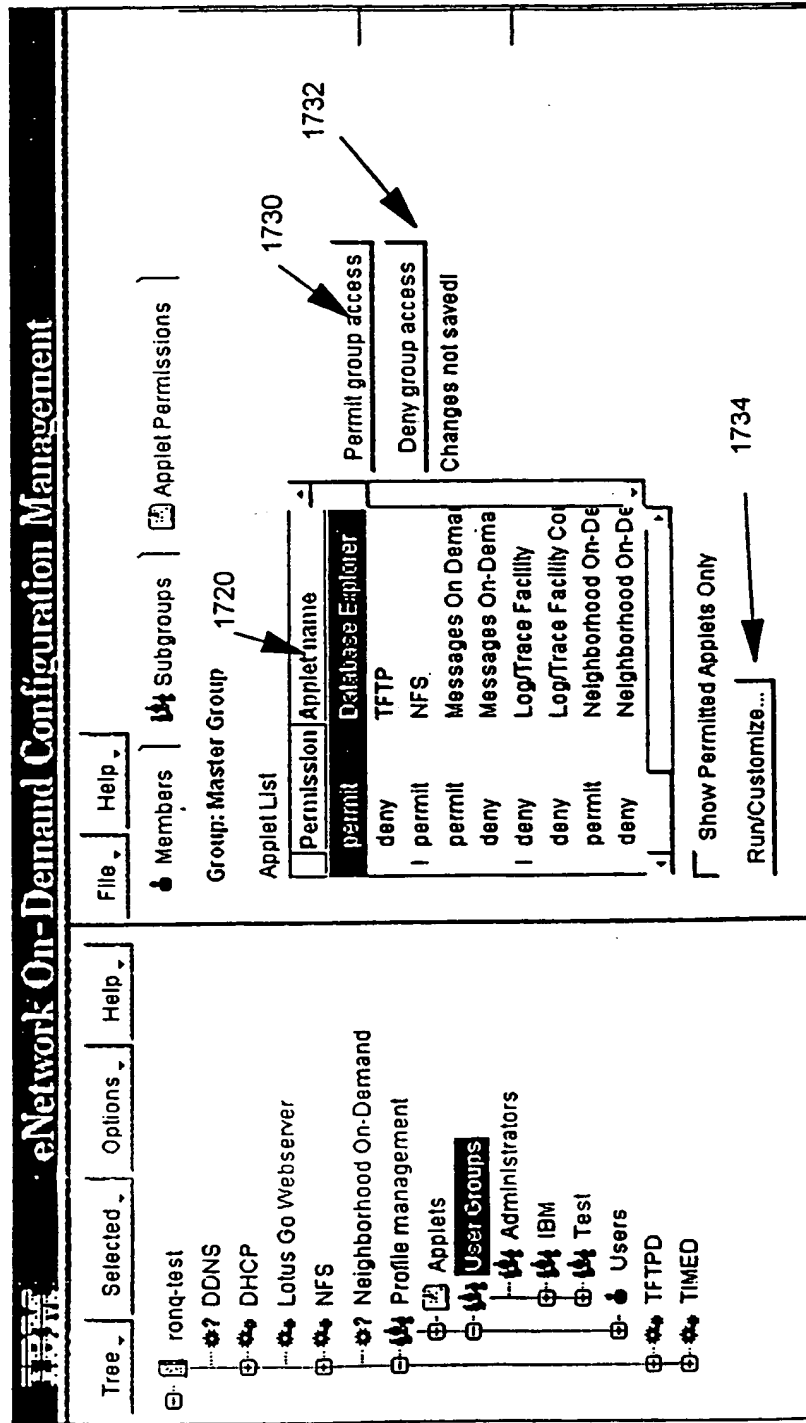 IBM eNetwork On-Demand Configuration Management
Tree Selected Options Help
ronq-test
? DDNS
DHCP
Lotus Go Webserver
NFS
? Neighborhood On-Demand
Profile management
Applets
User Groups
Administrators
IBM
Test
Users
TFTPD
TIMED
File Help
Members Subgroups Applet Permissions
Group: Master Group
1720
Applet List
Permission Applet name
permit Database Explorer
deny TFTP
! permit NFS
permit Messages On Deman
deny Messages On-Dema
! deny Log/Trace Facility
deny Log/Trace Facility Co
permit Neighborhood On-De
deny Neighborhood On-De
Show Permitted Applets Only
Run/Customize...
1734
Permit group access
1730
Deny group access
1732
Changes not saved!